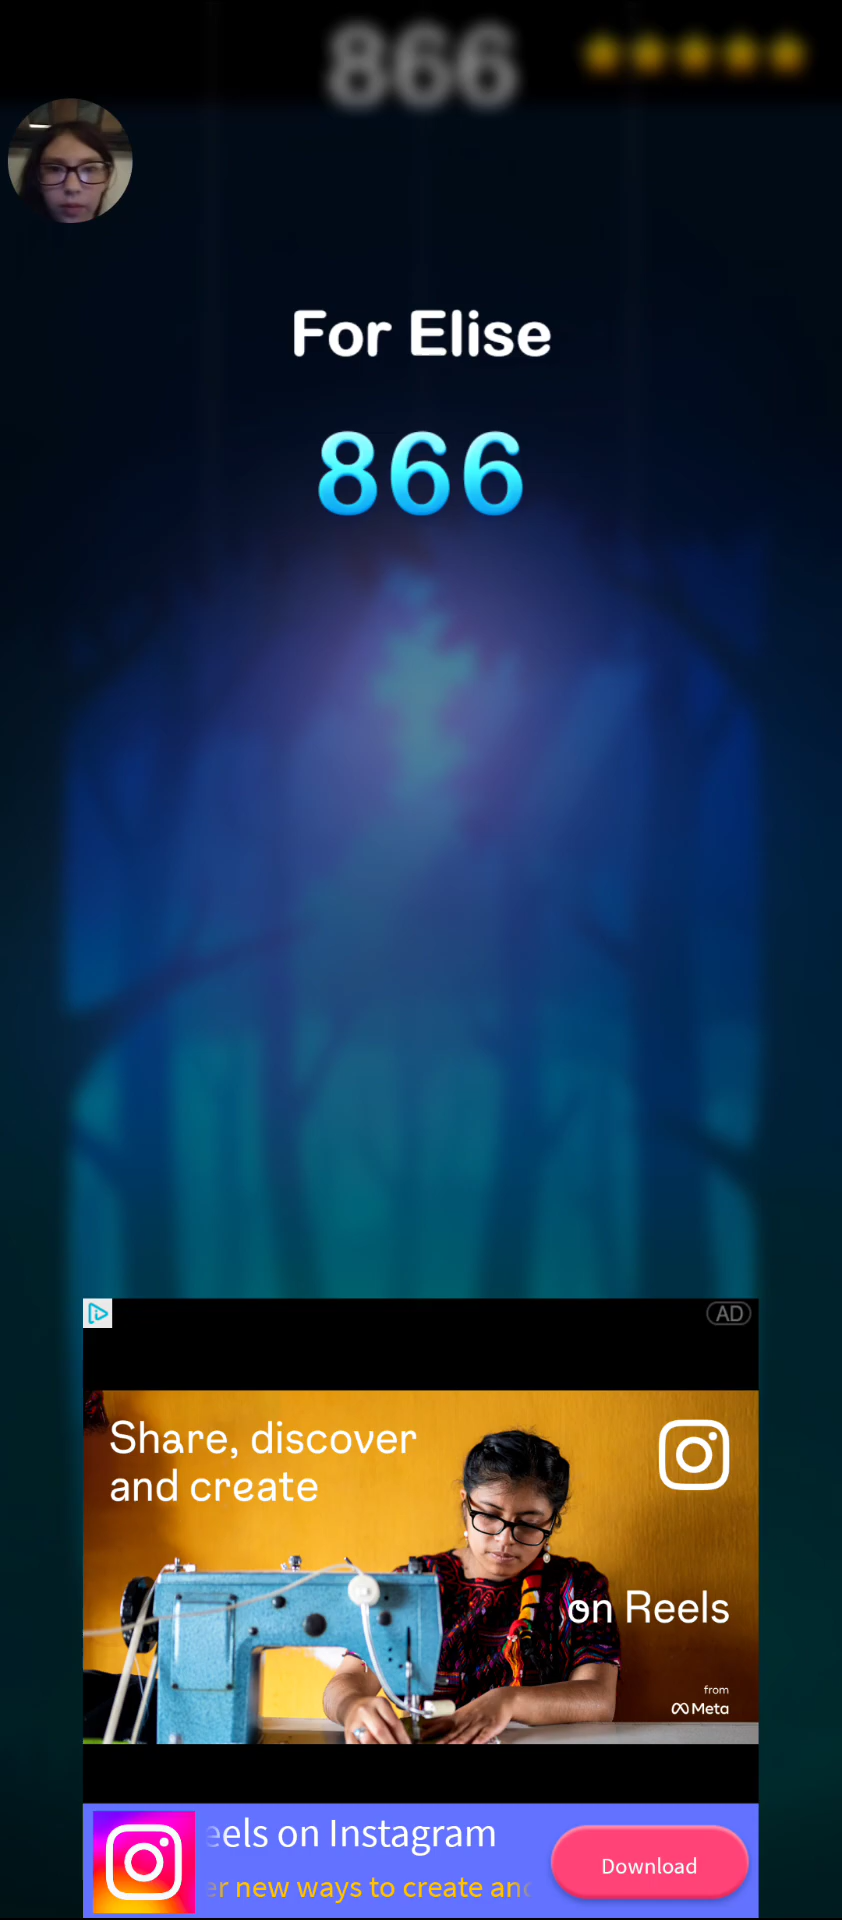 866
For Elise
866
AD
Share, discover
and create
on Reels
from
Meta
eels on Instagram
er new ways to create and
Download